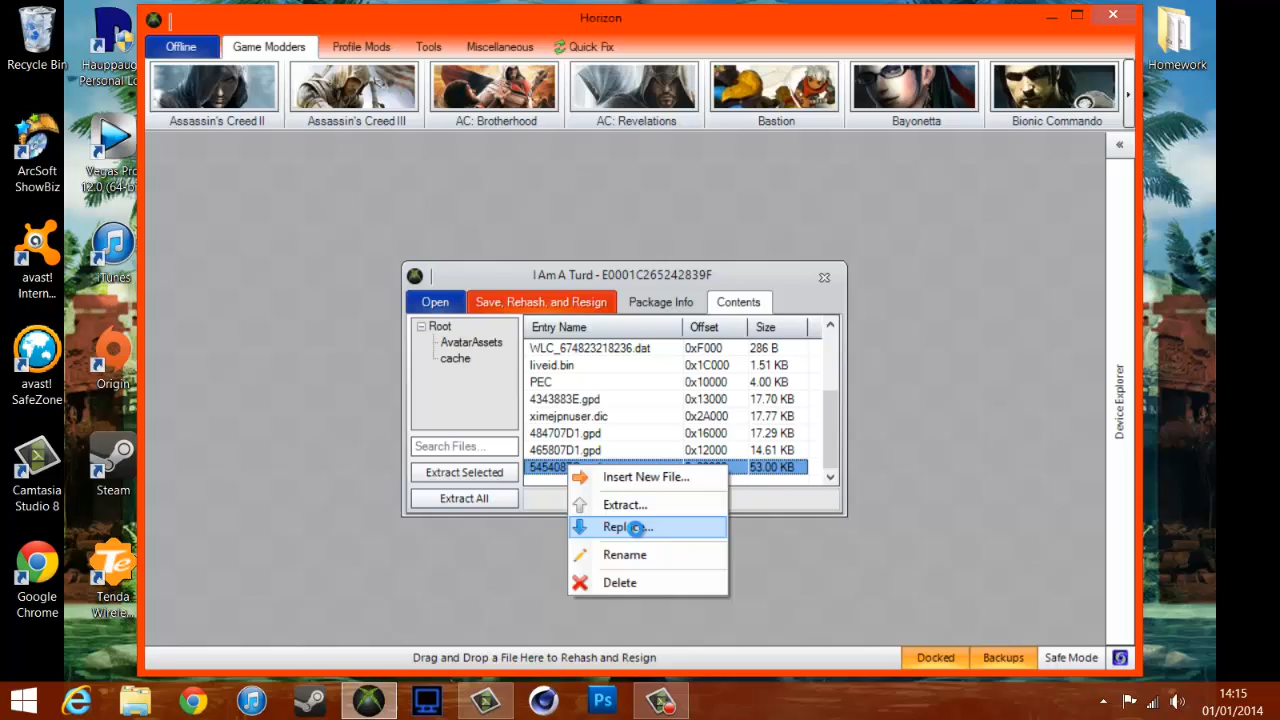 Horizon
Offline
Game Modders
Profile Mods
Tools
Miscellaneous
Quick Fix
Assassin's Creed II
Assassin's Creed III
AC: Brotherhood
AC: Revelations
Bastion
Bayonetta
Bionic Commando
Recycle Bin
Hauppaug
Personal Lo
ArcSoft
ShowBiz
Vegas Pro
12.0 (64-bi
avast!
Intern...
iTunes
avast!
SafeZone
Origin
Camtasia
Studio 8
Steam
Google
Chrome
Tenda
Wirele...
Homework
I Am A Turd - E0001C265242839F
Open
Save, Rehash, and Resign
Package Info
Contents
Root
AvatarAssets
cache
Search Files...
Extract Selected
Extract All
Entry Name Offset Size
WLC_674823218236.dat 0xF000 286 B
liveid.bin 0x1C000 1.51 KB
PEC 0x10000 4.00 KB
4343883E.gpd 0x13000 17.70 KB
ximejpnuser.dic 0x2A000 17.77 KB
484707D1.gpd 0x16000 17.29 KB
465807D1.gpd 0x12000 14.61 KB
53.00 KB
Insert New File...
Extract...
Replace...
Rename
Delete
Device Explorer
Drag and Drop a File Here to Rehash and Resign
Docked
Backups
Safe Mode
Ps
14:15
01/01/2014